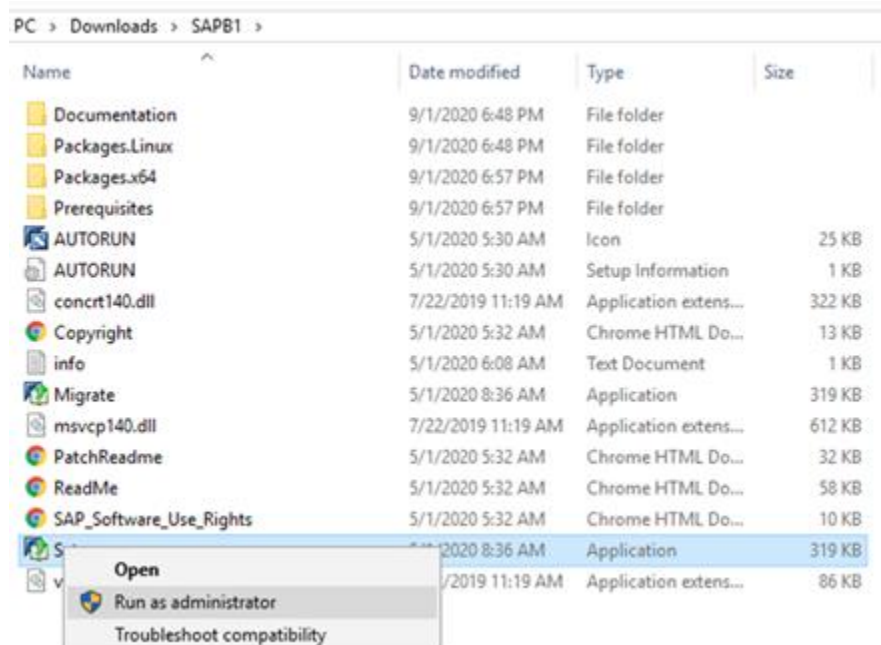 PC > Downloads > SAPB1 >
Name Date modified Type Size
Documentation 9/1/2020 6:48 PM File folder
Packages.Linux 9/1/2020 6:48 PM File folder
Packages.x64 9/1/2020 6:57 PM File folder
Prerequisites 9/1/2020 6:57 PM File folder
AUTORUN 5/1/2020 5:30 AM Icon 25 KB
AUTORUN 5/1/2020 5:30 AM Setup Information 1 KB
concrt140.dll 7/22/2019 11:19 AM Application extens... 322 KB
Copyright 5/1/2020 5:32 AM Chrome HTML Do... 13 KB
info 5/1/2020 6:08 AM Text Document 1 KB
Migrate 5/1/2020 8:36 AM Application 319 KB
msvcp140.dll 7/22/2019 11:19 AM Application extens... 612 KB
PatchReadme 5/1/2020 5:32 AM Chrome HTML Do... 32 KB
ReadMe 5/1/2020 5:32 AM Chrome HTML Do... 58 KB
SAP_Software_Use_Rights 5/1/2020 5:32 AM Chrome HTML Do... 10 KB
2020 8:36 AM Application 319 KB
/2019 11:19 AM Application extens... 86 KB
Open
Run as administrator
Troubleshoot compatibility